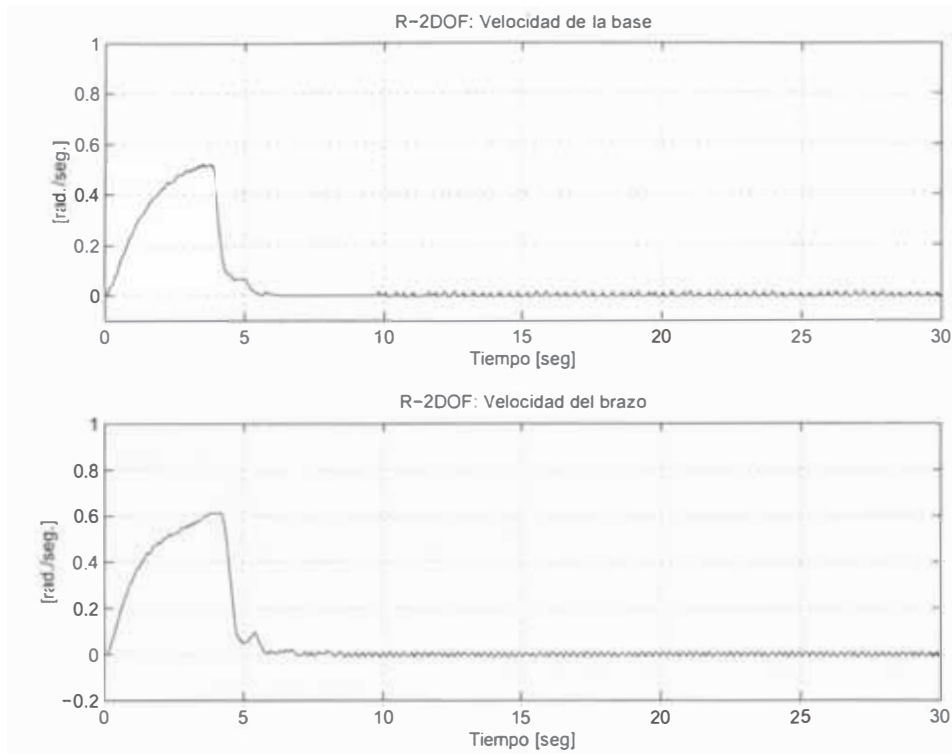 R-2DOF: Velocidad de la base
1
0.8
0.6
0.4
0.2
0
[rad./seg.]
0 5 10 15 20 25 30
Tiempo [seg]
R-2DOF: Velocidad del brazo
1
0.8
0.6
0.4
0.2
0
-0.2
[rad./seg.]
0 5 10 15 20 25 30
Tiempo [seg]